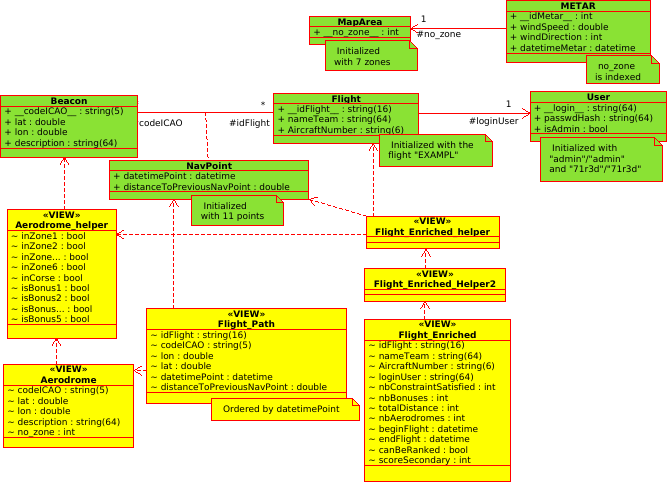 MapArea
+ __no_zone__ : int
Initialized
with 7 zones
1
#no_zone
METAR
+ __idMetar__ : int
+ windSpeed : double
+ windDirection : int
+ datetimeMetar : datetime
no_zone
is indexed
Beacon
+ __codeICAO__ : string(5)
+ lat : double
+ lon : double
+ description : string(64)
codeICAO
*
#idFlight
Flight
+ __idFlight__ : string(16)
+ nameTeam : string(64)
+ AircraftNumber : string(6)
Initialized with the
flight "EXAMPL"
1
#loginUser
User
+ __login__ : string(64)
+ passwdHash : string(64)
+ isAdmin : bool
Initialized with
"admin"/"admin"
and "71r3d"/"71r3d"
NavPoint
+ datetimePoint : datetime
+ distanceToPreviousNavPoint : double
Initialized
with 11 points
«VIEW»
Aerodrome_helper
~ inZone1 : bool
~ inZone2 : bool
~ inZone... : bool
~ inZone6 : bool
~ inCorse : bool
~ isBonus1 : bool
~ isBonus2 : bool
~ isBonus... : bool
~ isBonus5 : bool
«VIEW»
Flight_Enriched_helper
«VIEW»
Flight_Enriched_Helper2
«VIEW»
Flight_Path
~ idFlight : string(16)
~ codeICAO : string(5)
~ lon : double
~ lat : double
~ datetimePoint : datetime
~ distanceToPreviousNavPoint : double
Ordered by datetimePoint
«VIEW»
Aerodrome
~ codeICAO : string(5)
~ lat : double
~ lon : double
~ description : string(64)
~ no_zone : int
«VIEW»
Flight_Enriched
~ idFlight : string(16)
~ nameTeam : string(64)
~ AircraftNumber : string(6)
~ loginUser : string(64)
~ nbConstraintSatisfied : int
~ nbBonuses : int
~ totalDistance : int
~ nbAerodromes : int
~ beginFlight : datetime
~ endFlight : datetime
~ canBeRanked : bool
~ scoreSecondary : int